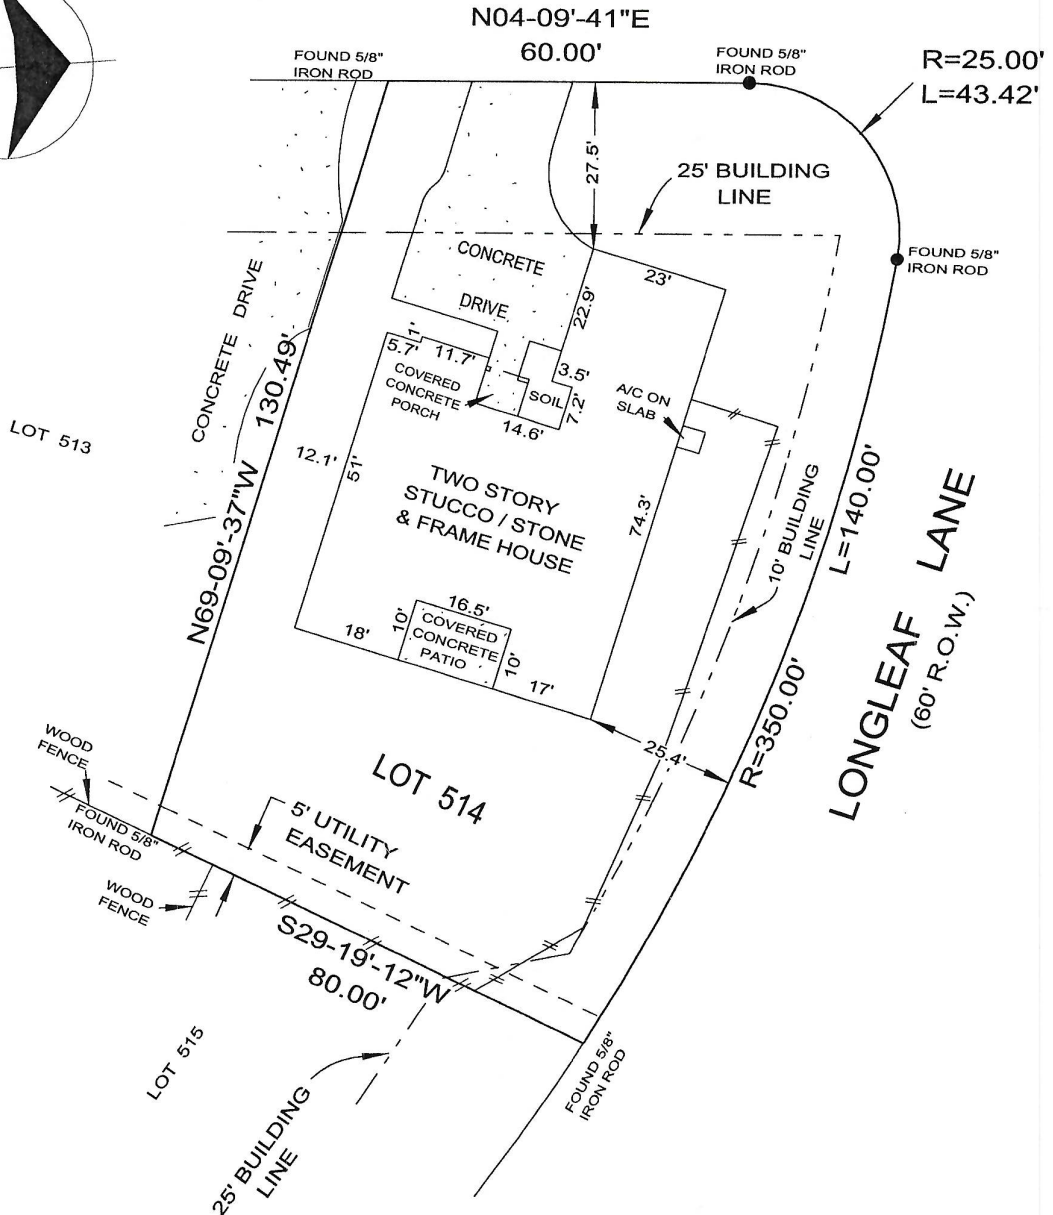 N04-09'-41"E
60.00'
FOUND 5/8"
IRON ROD
FOUND 5/8"
IRON ROD
R=25.00'
L=43.42'
27.5'
25' BUILDING
LINE
FOUND 5/8"
IRON ROD
CONCRETE
DRIVE
23'
22.9'
CONCRETE DRIVE
130.49'
N69-09'-37"W
1'
5.7'
11.7'
COVERED
CONCRETE
PORCH
3.5'
SOIL
7.2'
14.6'
A/C ON
SLAB
LOT 513
12.1'
51'
TWO STORY
STUCCO / STONE
& FRAME HOUSE
74.3'
10' BUILDING
LINE
L=140.00'
R=350.00'
LONGLEAF LANE
(60' R.O.W.)
16.5'
18'
10'
COVERED
CONCRETE
PATIO
10'
17'
25.4'
WOOD
FENCE
FOUND 5/8"
IRON ROD
LOT 514
5' UTILITY
EASEMENT
WOOD
FENCE
S29-19'-12"W
80.00'
LOT 515
FOUND 5/8"
IRON ROD
25' BUILDING
LINE